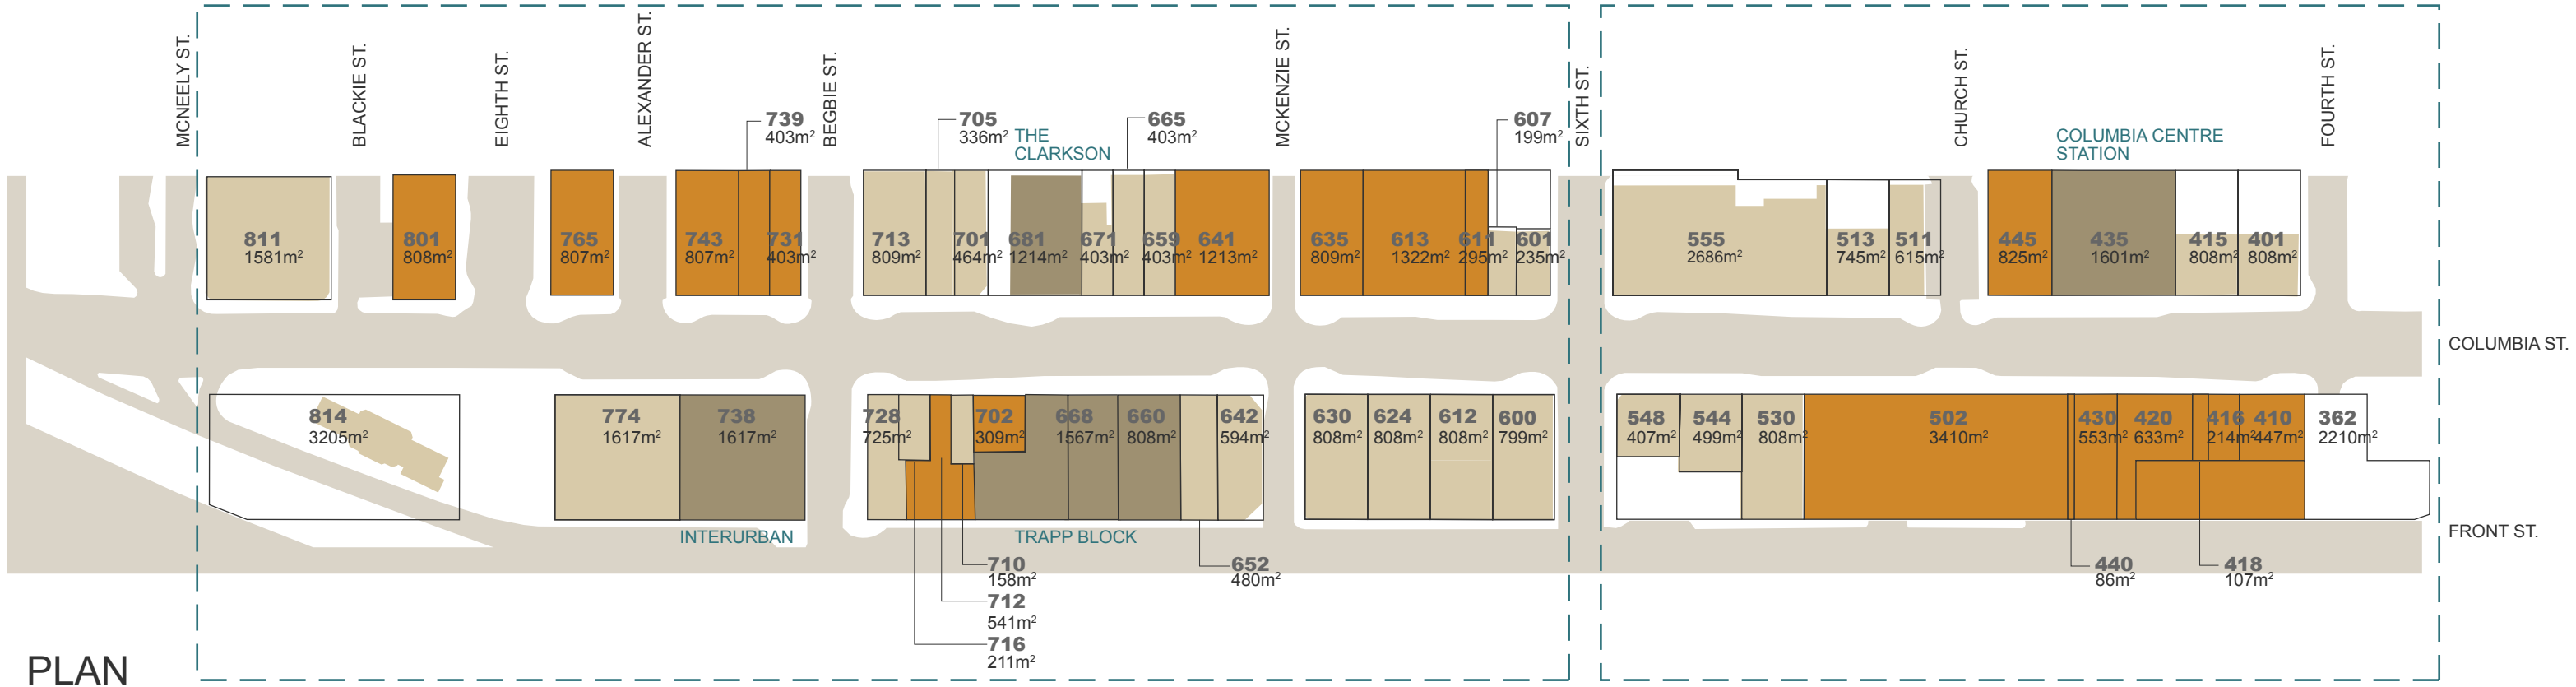 MCNEELY ST.
BLACKIE ST.
EIGHTH ST.
ALEXANDER ST.
BEGBIE ST.
MCKENZIE ST.
SIXTH ST.
CHURCH ST.
FOURTH ST.
739
403m²
705
336m²
THE
CLARKSON
665
403m²
607
199m²
COLUMBIA CENTRE
STATION
811
1581m²
801
808m²
765
807m²
743
807m²
731
403m²
713
809m²
701
464m²
681
1214m²
671
403m²
659
403m²
641
1213m²
635
809m²
613
1322m²
611
295m²
601
235m²
555
2686m²
513
745m²
511
615m²
445
825m²
435
1601m²
415
808m²
401
808m²
COLUMBIA ST.
814
3205m²
774
1617m²
738
1617m²
728
725m²
702
309m²
668
1567m²
660
808m²
642
594m²
630
808m²
624
808m²
612
808m²
600
799m²
548
407m²
544
499m²
530
808m²
502
3410m²
430
553m²
420
633m²
416
214m²
410
447m²
362
2210m²
INTERURBAN
TRAPP BLOCK
FRONT ST.
710
158m²
652
480m²
440
86m²
418
107m²
712
541m²
716
211m²
PLAN